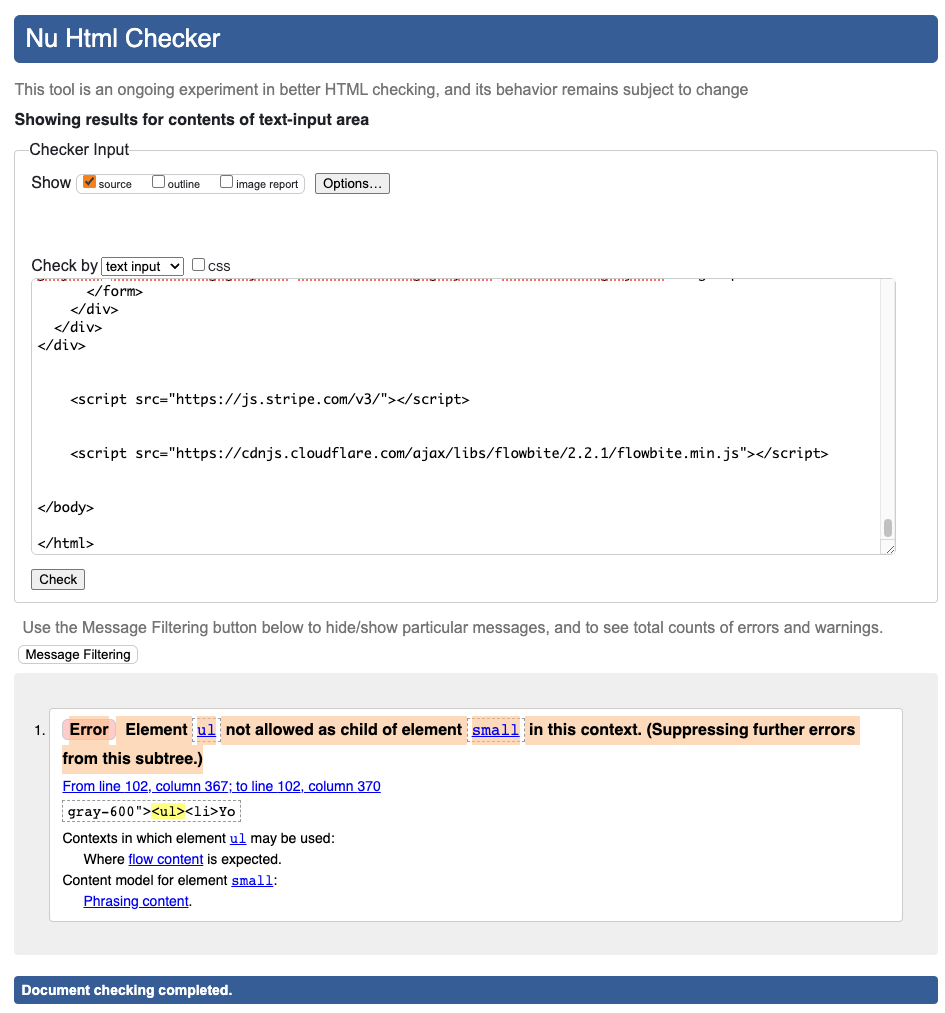 Nu Html Checker
This tool is an ongoing experiment in better HTML checking, and its behavior remains subject to change
Showing results for contents of text-input area
Checker Input
Show source outline image report Options...
Check by text input css
</form>
</div>
</div>
</div>
<script src="https://js.stripe.com/v3/"></script>
<script src="https://cdnjs.cloudflare.com/ajax/libs/flowbite/2.2.1/flowbite.min.js"></script>
</body>
</html>
Check
Use the Message Filtering button below to hide/show particular messages, and to see total counts of errors and warnings.
Message Filtering
1. Error Element ul not allowed as child of element small in this context. (Suppressing further errors
from this subtree.)
From line 102, column 367; to line 102, column 370
gray-600"><ul><li>Yo
Contexts in which element ul may be used:
Where flow content is expected.
Content model for element small:
Phrasing content.
Document checking completed.